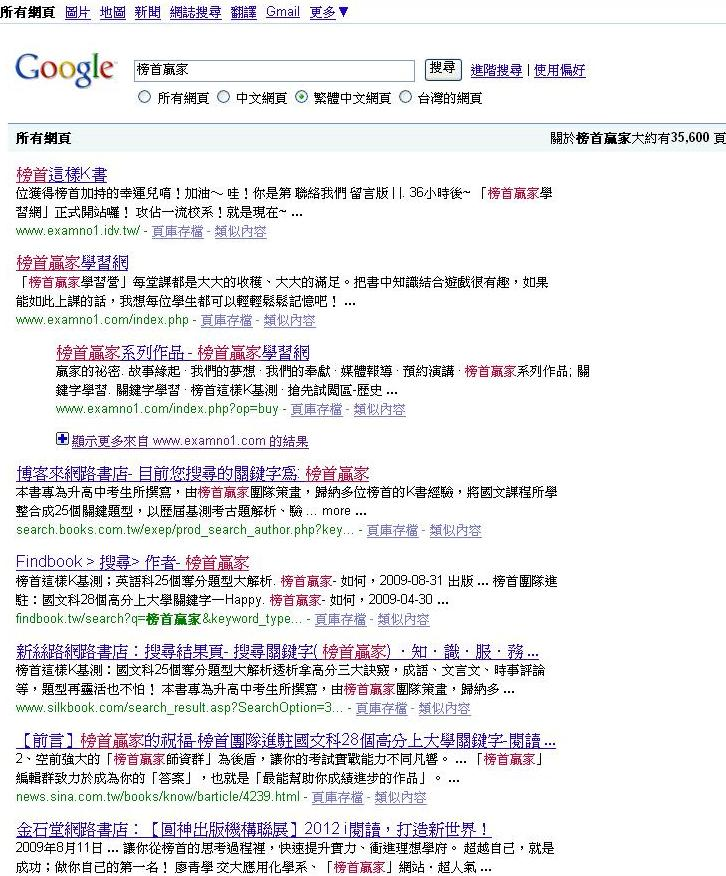 所有網頁 圖片 地圖 新聞 網誌搜尋 翻譯 Gmail 更多▼
Google 榜首贏家 搜尋 進階搜尋 | 使用偏好
所有網頁 中文網頁 繁體中文網頁 台灣的網頁
所有網頁 關於榜首贏家大約有35,600 頁
榜首這樣K書
位獲得榜首加持的幸運兒唷！加油～ 哇！你是第 聯絡我們 留言版 | |. 36小時後~ 「榜首贏家學
習網」正式開站囉！ 攻佔一流校系！就是現在~ ...
www.examno1.idv.tw/ - 頁庫存檔 - 類似內容
榜首贏家學習網
「榜首贏家學習營」每堂課都是大大的收穫、大大的滿足。把書中知識結合遊戲很有趣，如果
能如此上課的話，我想每位學生都可以輕輕鬆鬆記憶吧！ ...
www.examno1.com/index.php - 頁庫存檔 - 類似內容
榜首贏家系列作品 - 榜首贏家學習網
贏家的祕密. 故事緣起 · 我們的夢想 · 我們的奉獻 · 媒體報導 · 預約演講 · 榜首贏家系列作品; 關
鍵字學習. 關鍵字學習 · 榜首這樣K基測 · 搶先試閱區-歷史 ...
www.examno1.com/index.php?op=buy - 頁庫存檔 - 類似內容
顯示更多來自 www.examno1.com 的結果
博客來網路書店- 目前您搜尋的關鍵字為: 榜首贏家
本書專為升高中考生所撰寫，由榜首贏家團隊策畫，歸納多位榜首的K書經驗，將國文課程所學
整合成25個關鍵題型，以歷屆基測考古題解析、驗 ... more ...
search.books.com.tw/exep/prod_search_author.php?key... - 頁庫存檔 - 類似內容
Findbook > 搜尋> 作者- 榜首贏家
榜首這樣K基測；英語科25個奪分題型大解析. 榜首贏家- 如何，2009-08-31 出版 ... 榜首團隊進
駐：國文科28個高分上大學關鍵字—Happy. 榜首贏家- 如何，2009-04-30 ...
findbook.tw/search?q=榜首贏家&keyword_type... - 頁庫存檔 - 類似內容
新絲路網路書店：搜尋結果頁- 搜尋關鍵字( 榜首贏家) ．知．識．服．務 ...
榜首這樣K基測：國文科25個奪分題型大解析透析拿高分三大訣竅，成語、文言文、時事評論
等，題型再靈活也不怕！ 本書專為升高中考生所撰寫，由榜首贏家團隊策畫，歸納多 ...
www.silkbook.com/search_result.asp?SearchOption=3... - 頁庫存檔 - 類似內容
【前言】榜首贏家的祝福-榜首團隊進駐國文科28個高分上大學關鍵字-閱讀 ...
2、空前強大的「榜首贏家師資群」為後盾，讓你的考試實戰能力不同凡響。 ... 「榜首贏家」
編輯群致力於成為你的「答案」，也就是「最能幫助你成績進步的作品」。 ...
news.sina.com.tw/books/know/barticle/4239.html - 頁庫存檔 - 類似內容
金石堂網路書店：【圓神出版機構聯展】2012 i閱讀，打造新世界！
2009年8月11日 ... 讓你從榜首的思考過程裡，快速提升實力、衝進理想學府。 超越自己，就是
成功；做你自己的第一名！ 廖青學 交大應用化學系、「榜首贏家」網站‧超人氣 ...